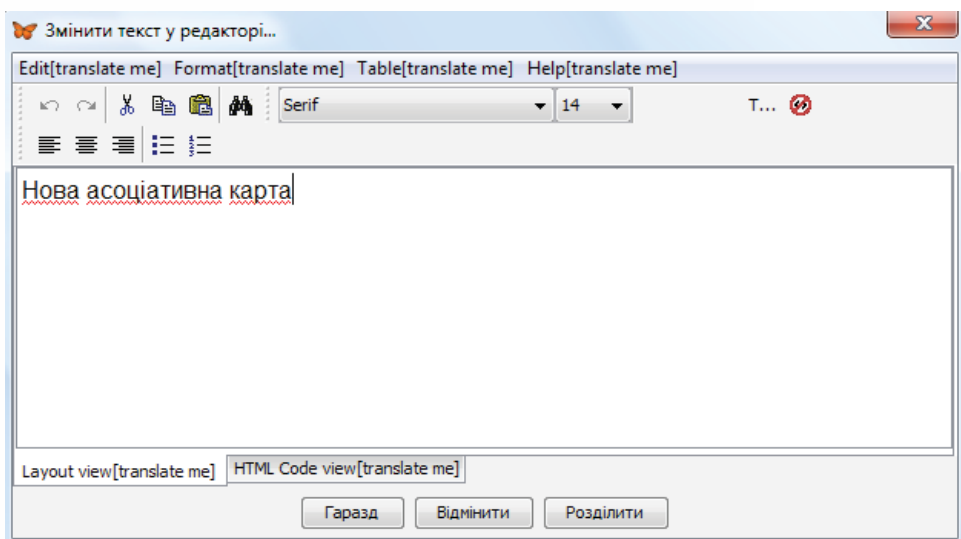 Змінити текст у редакторі...
Edit[translate me] Format[translate me] Table[translate me] Help[translate me]
Serif 14 T...
Нова асоціативна карта
Layout view[translate me] HTML Code view[translate me]
Гаразд Відмінити Розділити